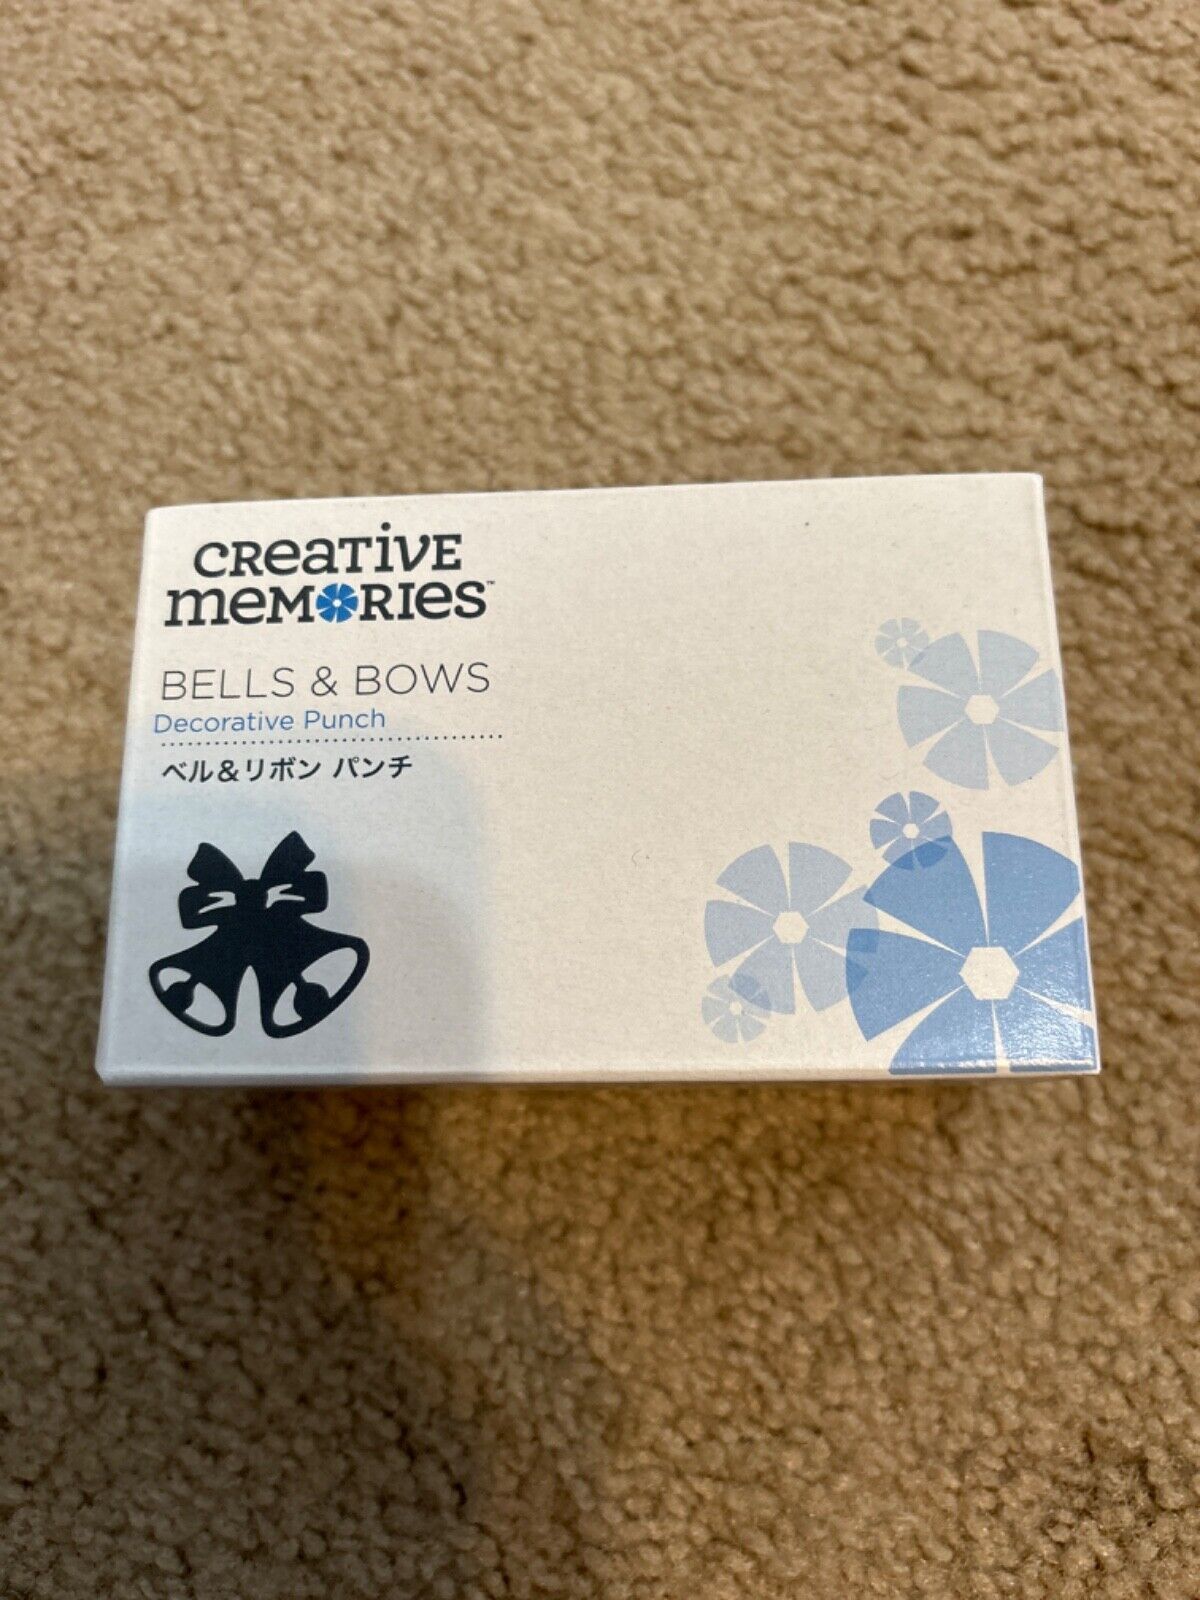 CREATIVE
MEMORIES™
BELLS & BOWS
Decorative Punch
ベル＆リボン パンチ